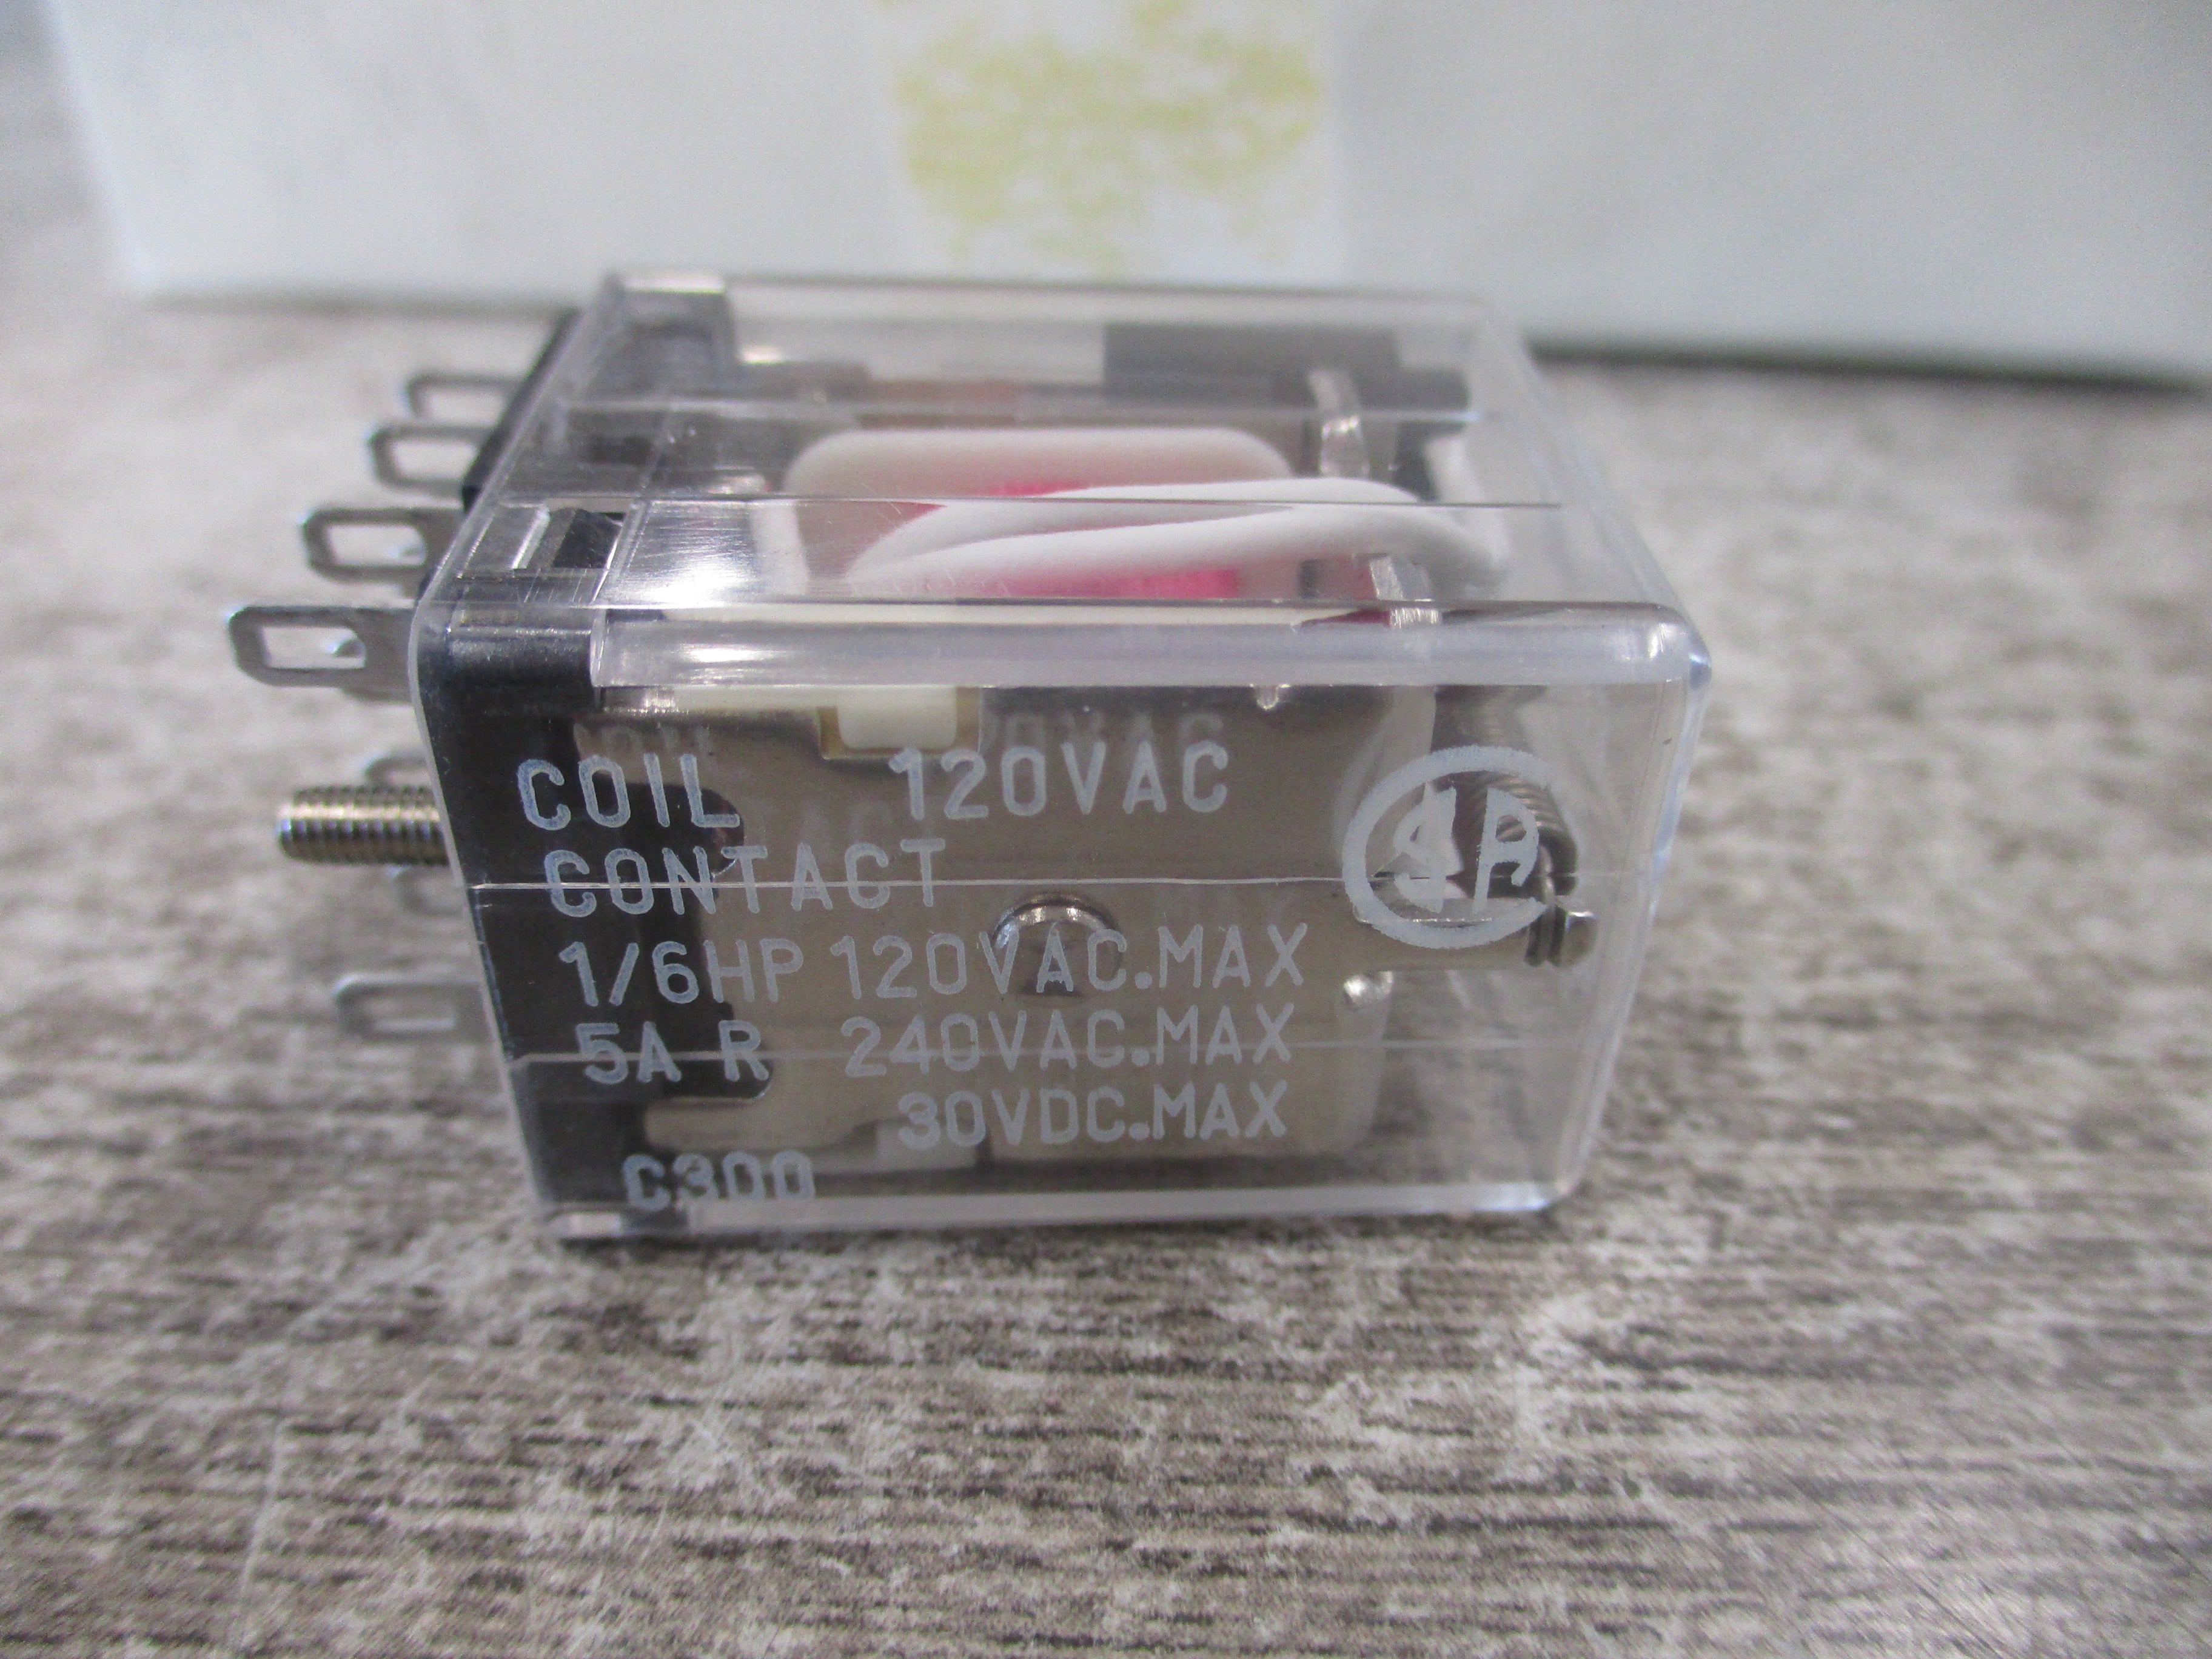 COIL 120VAC
CONTACT
1/6HP 120VAC.MAX
5A R 240VAC.MAX
30VDC.MAX
C300